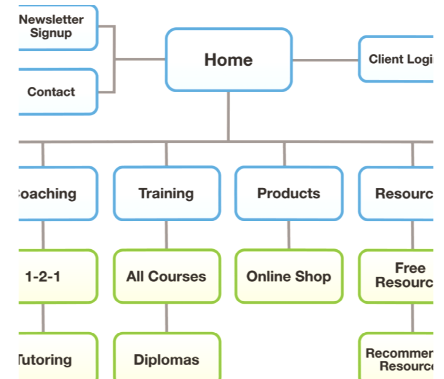 Newsletter
Signup
Home
Client Logi
Contact
oaching
Training
Products
Resourc
1-2-1
All Courses
Online Shop
Free
Resourc
Tutoring
Diplomas
Recommen
Resourc